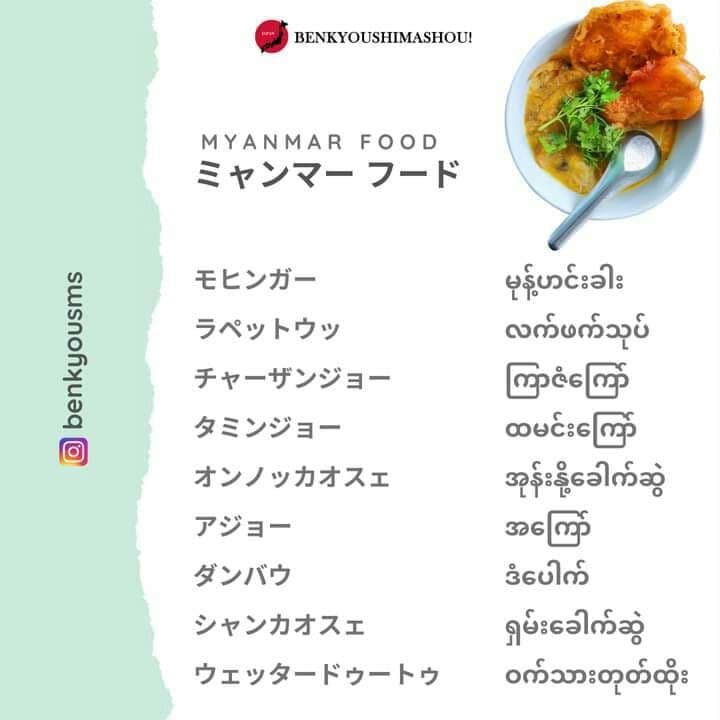 JAPAN
BENKYOUSHIMASHOU!
MYANMAR FOOD
ミャンマー フード
モヒンガー မုန့်ဟင်းခါး
ラペットウッ လက်ဖက်သုပ်
チャーザンジョー ကြာဇံကြော်
タミンジョー ထမင်းကြော်
オンノッカオスェ အုန်းနို့ခေါက်ဆွဲ
アジョー အကြော်
ダンバウ ဒံပေါက်
シャンカオスェ ရှမ်းခေါက်ဆွဲ
ウェッタードゥートゥ ဝက်သားတုတ်ထိုး
benkyousms